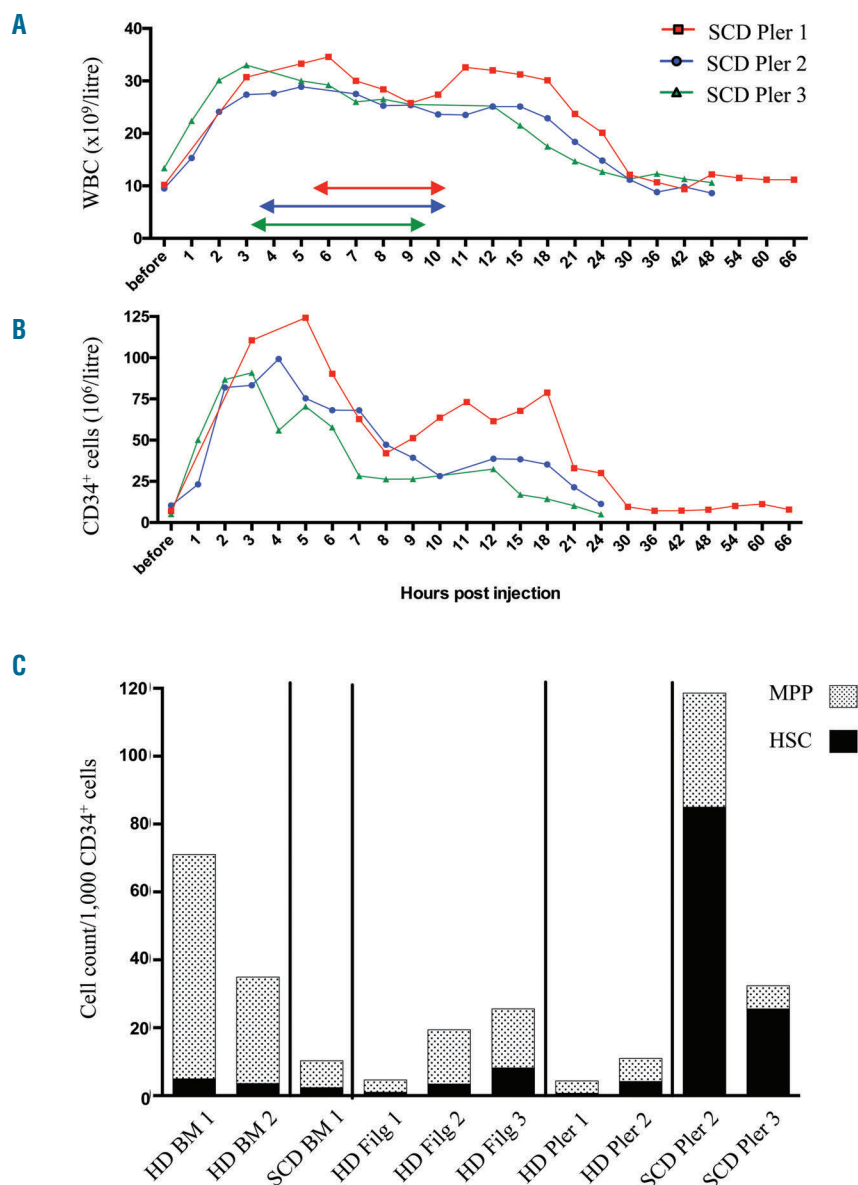 A
WBC (x10⁹/litre)
40
30
20
10
0
SCD Pler 1
SCD Pler 2
SCD Pler 3
before 1 2 3 4 5 6 7 8 9 10 11 12 15 18 21 24 30 36 42 48 54 60 66
B
CD34⁺ cells (10⁶/litre)
125
100
75
50
25
0
before 1 2 3 4 5 6 7 8 9 10 11 12 15 18 21 24 30 36 42 48 54 60 66
Hours post injection
C
Cell count/1,000 CD34⁺ cells
120
100
80
60
40
20
0
MPP
HSC
HD BM 1
HD BM 2
SCD BM 1
HD Filg 1
HD Filg 2
HD Filg 3
HD Pler 1
HD Pler 2
SCD Pler 2
SCD Pler 3